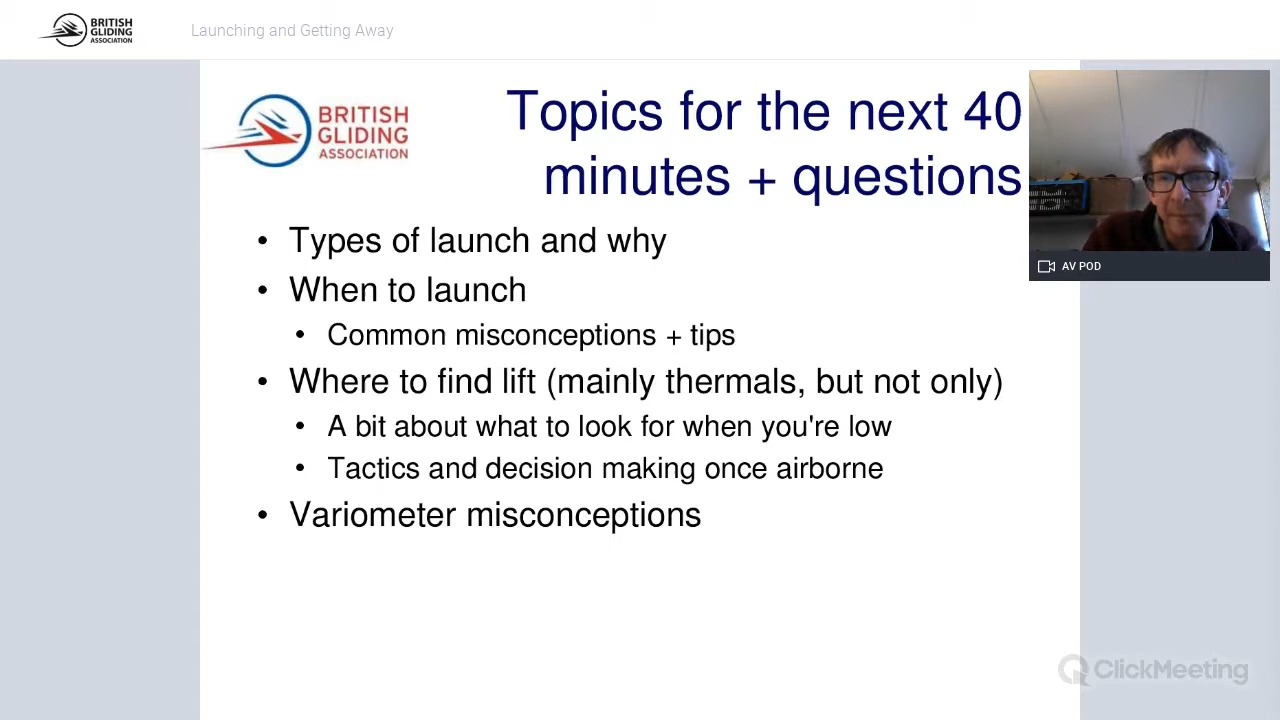 BRITISH
GLIDING
ASSOCIATION
Launching and Getting Away
BRITISH
GLIDING
ASSOCIATION
Topics for the next 40
minutes + questions
• Types of launch and why
• When to launch
• Common misconceptions + tips
• Where to find lift (mainly thermals, but not only)
• A bit about what to look for when you're low
• Tactics and decision making once airborne
• Variometer misconceptions
AV POD
ClickMeeting